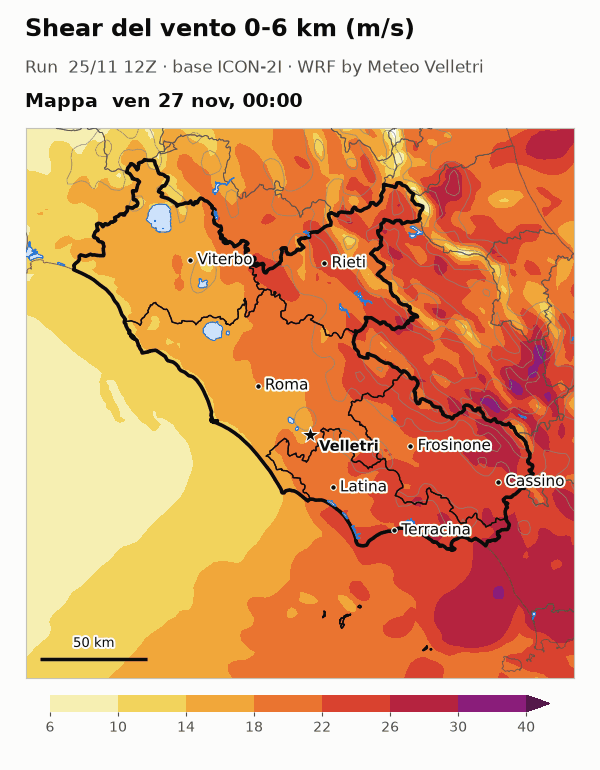 Shear del vento 0-6 km (m/s)
Run  25/11 12Z · base ICON-2I · WRF by Meteo Velletri
Mappa  ven 27 nov, 00:00
Viterbo
Rieti
Roma
Velletri
Frosinone
Cassino
Latina
Terracina
50 km
6 10 14 18 22 26 30 40